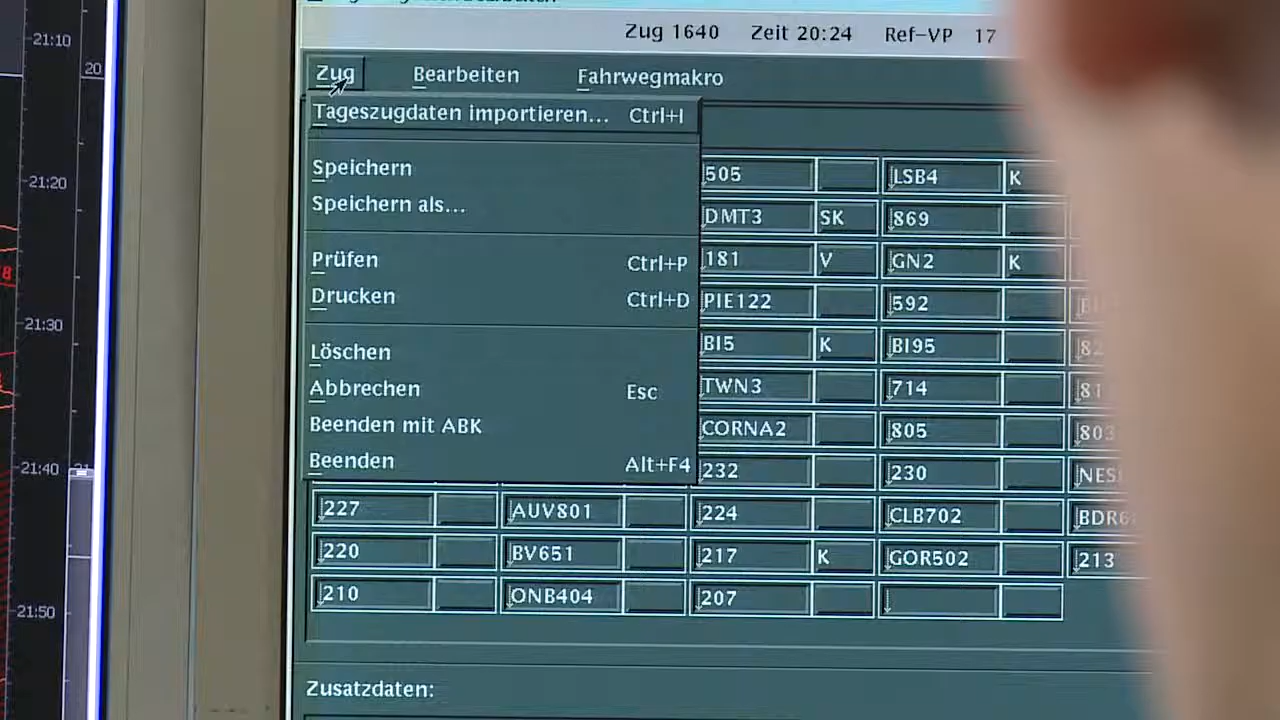 21:10
20
21:20
8
21:30
21:40
21:50
Zug 1640 Zeit 20:24 Ref-VP 17
Zug Bearbeiten Fahrwegmakro
Tageszugdaten importieren... Ctrl+I
Speichern
Speichern als...
Prüfen Ctrl+P
Drucken Ctrl+D
Löschen
Abbrechen Esc
Beenden mit ABK
Beenden Alt+F4
505 LSB4 K
DMT3 SK 869
181 V GN2 K
PIE122 592
BI5 K BI95
TWN3 714
CORNA2 805 803
232 230
227 AUV801 224 CLB702
220 BV651 217 K GOR502 213
210 ONB404 207
Zusatzdaten: